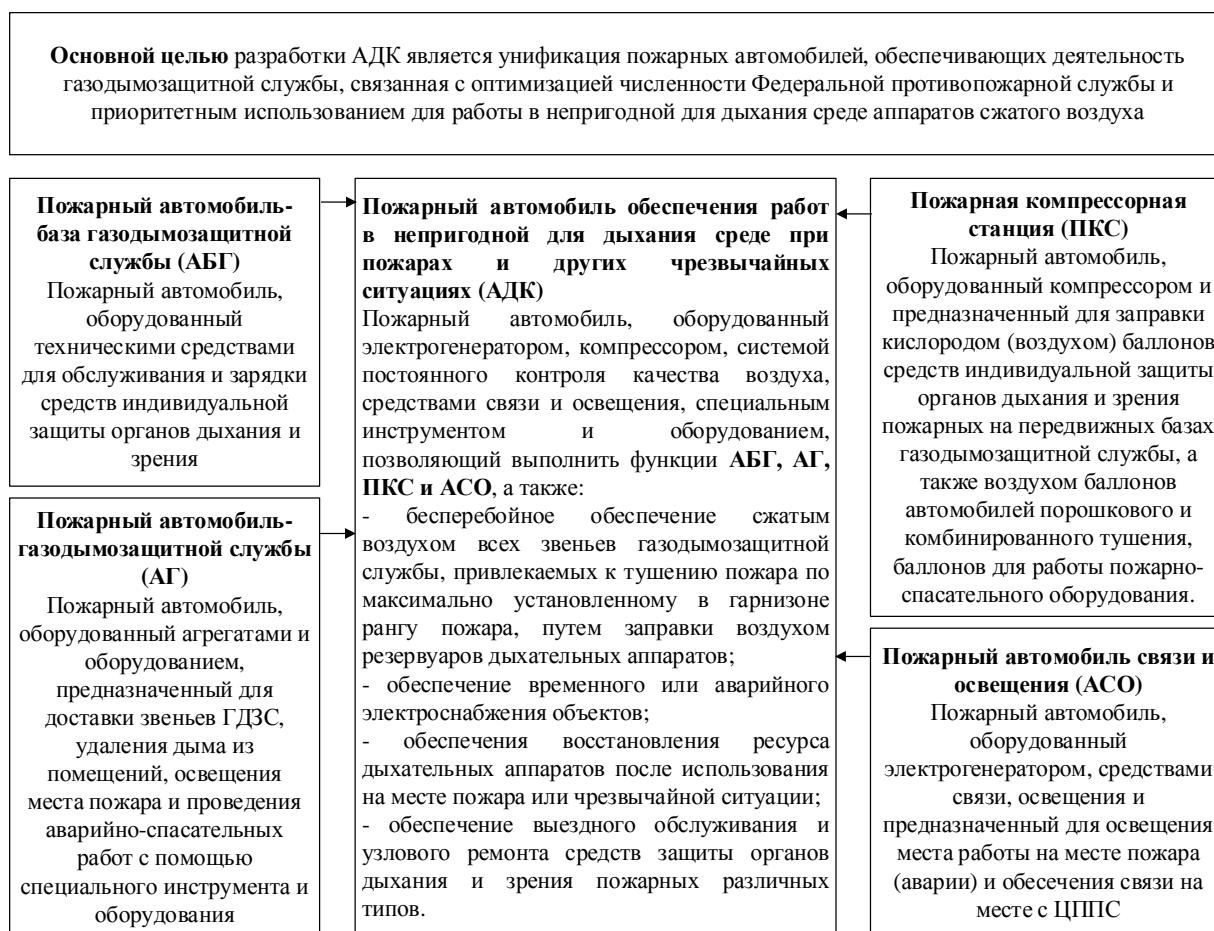 Основной целью разработки АДК является унификация пожарных автомобилей, обеспечивающих деятельность
газодымозащитной службы, связанная с оптимизацией численности Федеральной противопожарной службы и
приоритетным использованием для работы в непригодной для дыхания среде аппаратов сжатого воздуха
Пожарный автомобиль-
база газодымозащитной
службы (АБГ)
Пожарный автомобиль,
оборудованный
техническими средствами
для обслуживания и зарядки
средств индивидуальной
защиты органов дыхания и
зрения
Пожарный автомобиль-
газодымозащитной службы
(АГ)
Пожарный автомобиль,
оборудованный агрегатами и
оборудованием,
предназначенный для
доставки звеньев ГДЗС,
удаления дыма из
помещений, освещения
места пожара и проведения
аварийно-спасательных
работ с помощью
специального инструмента и
оборудования
Пожарный автомобиль обеспечения работ
в непригодной для дыхания среде при
пожарах и других чрезвычайных
ситуациях (АДК)
Пожарный автомобиль, оборудованный
электрогенератором, компрессором, системой
постоянного контроля качества воздуха,
средствами связи и освещения, специальным
инструментом и оборудованием,
позволяющий выполнить функции АБГ, АГ,
ПКС и АСО, а также:
- бесперебойное обеспечение сжатым
воздухом всех звеньев газодымозащитной
службы, привлекаемых к тушению пожара по
максимально установленному в гарнизоне
рангу пожара, путем заправки воздухом
резервуаров дыхательных аппаратов;
- обеспечение временного или аварийного
электроснабжения объектов;
- обеспечения восстановления ресурса
дыхательных аппаратов после использования
на месте пожара или чрезвычайной ситуации;
- обеспечение выездного обслуживания и
узлового ремонта средств защиты органов
дыхания и зрения пожарных различных
типов.
Пожарная компрессорная
станция (ПКС)
Пожарный автомобиль,
оборудованный компрессором и
предназначенный для заправки
кислородом (воздухом) баллонов
средств индивидуальной защиты
органов дыхания и зрения
пожарных на передвижных базах
газодымозащитной службы, а
также воздухом баллонов
автомобилей порошкового и
комбинированного тушения,
баллонов для работы пожарно-
спасательного оборудования.
Пожарный автомобиль связи и
освещения (АСО)
Пожарный автомобиль,
оборудованный
электрогенератором, средствами
связи, освещения и
предназначенный для освещения
места работы на месте пожара
(аварии) и обесечения связи на
месте с ЦППС